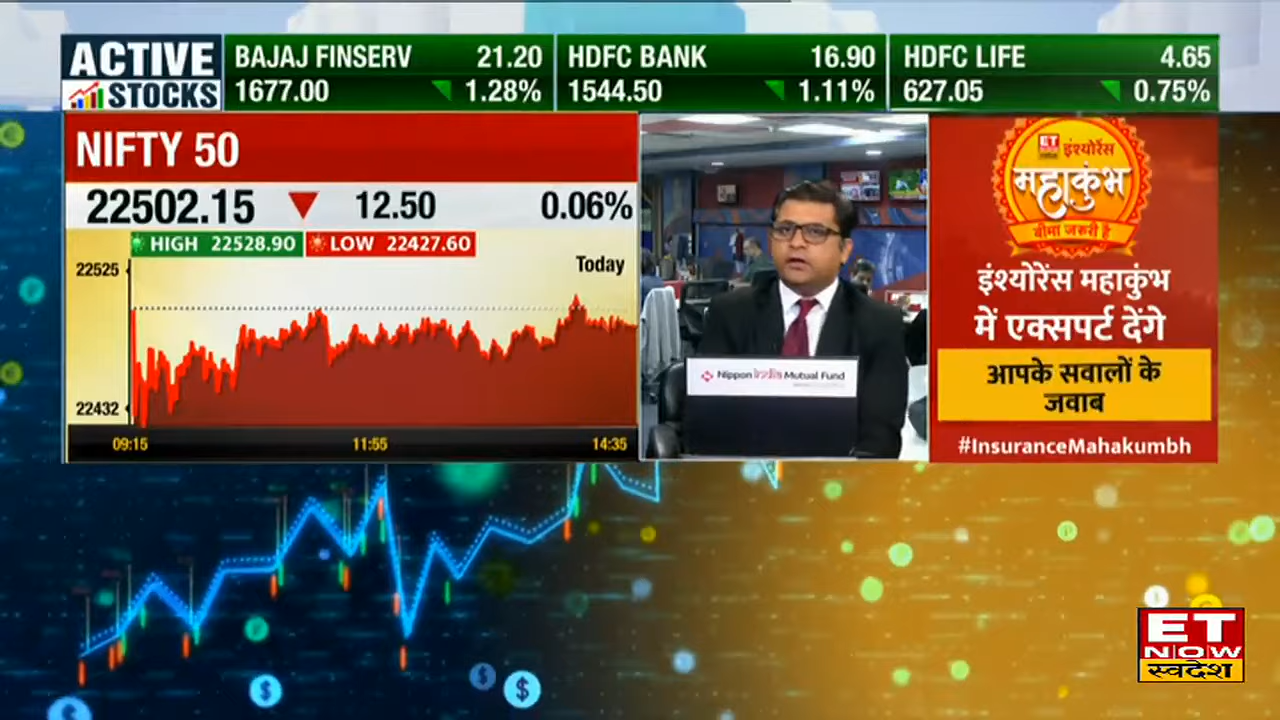 ACTIVE
STOCKS
BAJAJ FINSERV 21.20
1677.00 1.28%
HDFC BANK 16.90
1544.50 1.11%
HDFC LIFE 4.65
627.05 0.75%
NIFTY 50
22502.15 12.50 0.06%
HIGH 22528.90 LOW 22427.60
Today
22525
22432
09:15 11:55 14:35
Nippon india Mutual Fund
ET
NOW
इंश्योरेंस
महाकुंभ
बीमा जरूरी है
इंश्योरेंस महाकुंभ
में एक्सपर्ट देंगे
आपके सवालों के
जवाब
#InsuranceMahakumbh
ET
NOW
स्वदेश